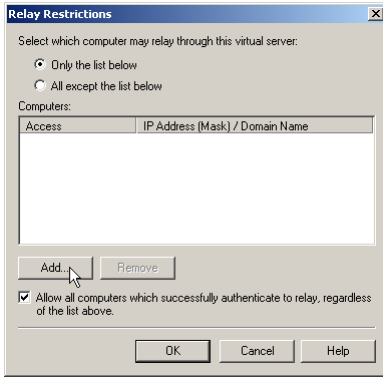 Relay Restrictions
Select which computer may relay through this virtual server:
Only the list below
All except the list below
Computers:
Access IP Address (Mask) / Domain Name
Add... Remove
Allow all computers which successfully authenticate to relay, regardless
of the list above.
OK Cancel Help